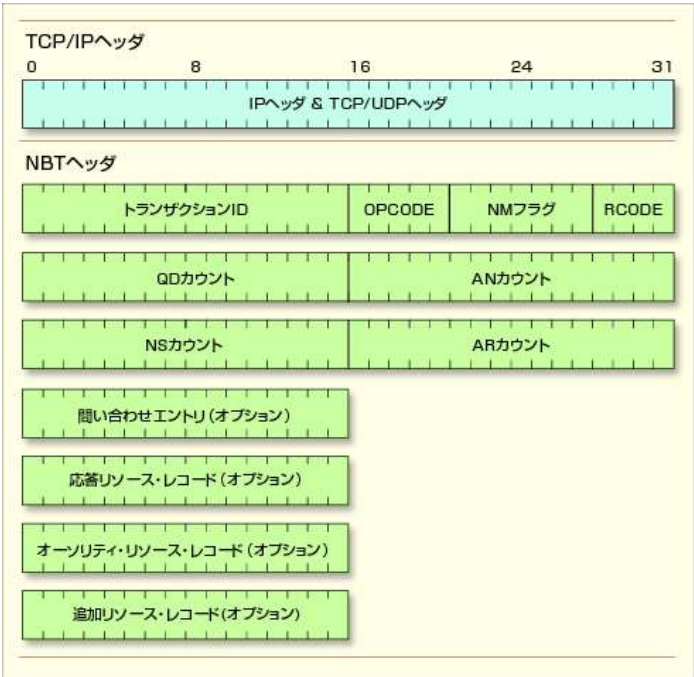 TCP/IPヘッダ
0 8 16 24 31
IPヘッダ & TCP/UDPヘッダ
NBTヘッダ
トランザクションID OPCODE NMフラグ RCODE
QDカウント ANカウント
NSカウント ARカウント
問い合わせエントリ(オプション)
応答リソース・レコード(オプション)
オーソリティ・リソース・レコード(オプション)
追加リソース・レコード(オプション)